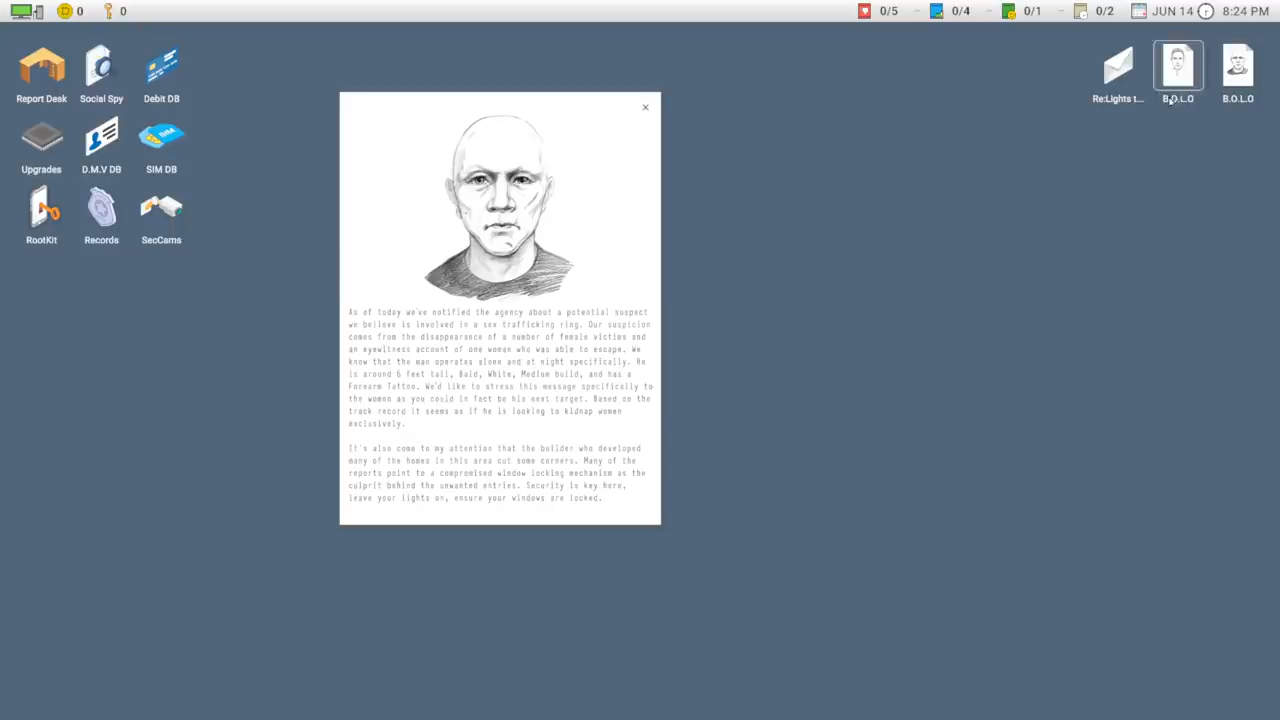 0
0
0/5
0/4
0/1
0/2
JUN 14
8:24 PM
Report Desk
Social Spy
Debit DB
Re:Lights t...
B.O.L.O
B.O.L.O
Upgrades
D.M.V DB
SIM DB
RootKit
Records
SecCams
As of today we've notified the agency about a potential suspect
we believe is involved in a sex trafficking ring. Our suspicion
comes from the disappearance of a number of female victims and
an eyewitness account of one woman who was able to escape. We
know that the man operates alone and at night specifically. He
is around 6 feet tall, Bald, White, Medium build, and has a
Forearm Tattoo. We'd like to stress this message specifically to
the women as you could in fact be his next target. Based on the
track record it seems as if he is looking to kidnap women
exclusively.
It's also come to my attention that the builder who developed
many of the homes in this area cut some corners. Many of the
reports point to a compromised window locking mechanism as the
culprit behind the unwanted entries. Security is key here,
leave your lights on, ensure your windows are locked.